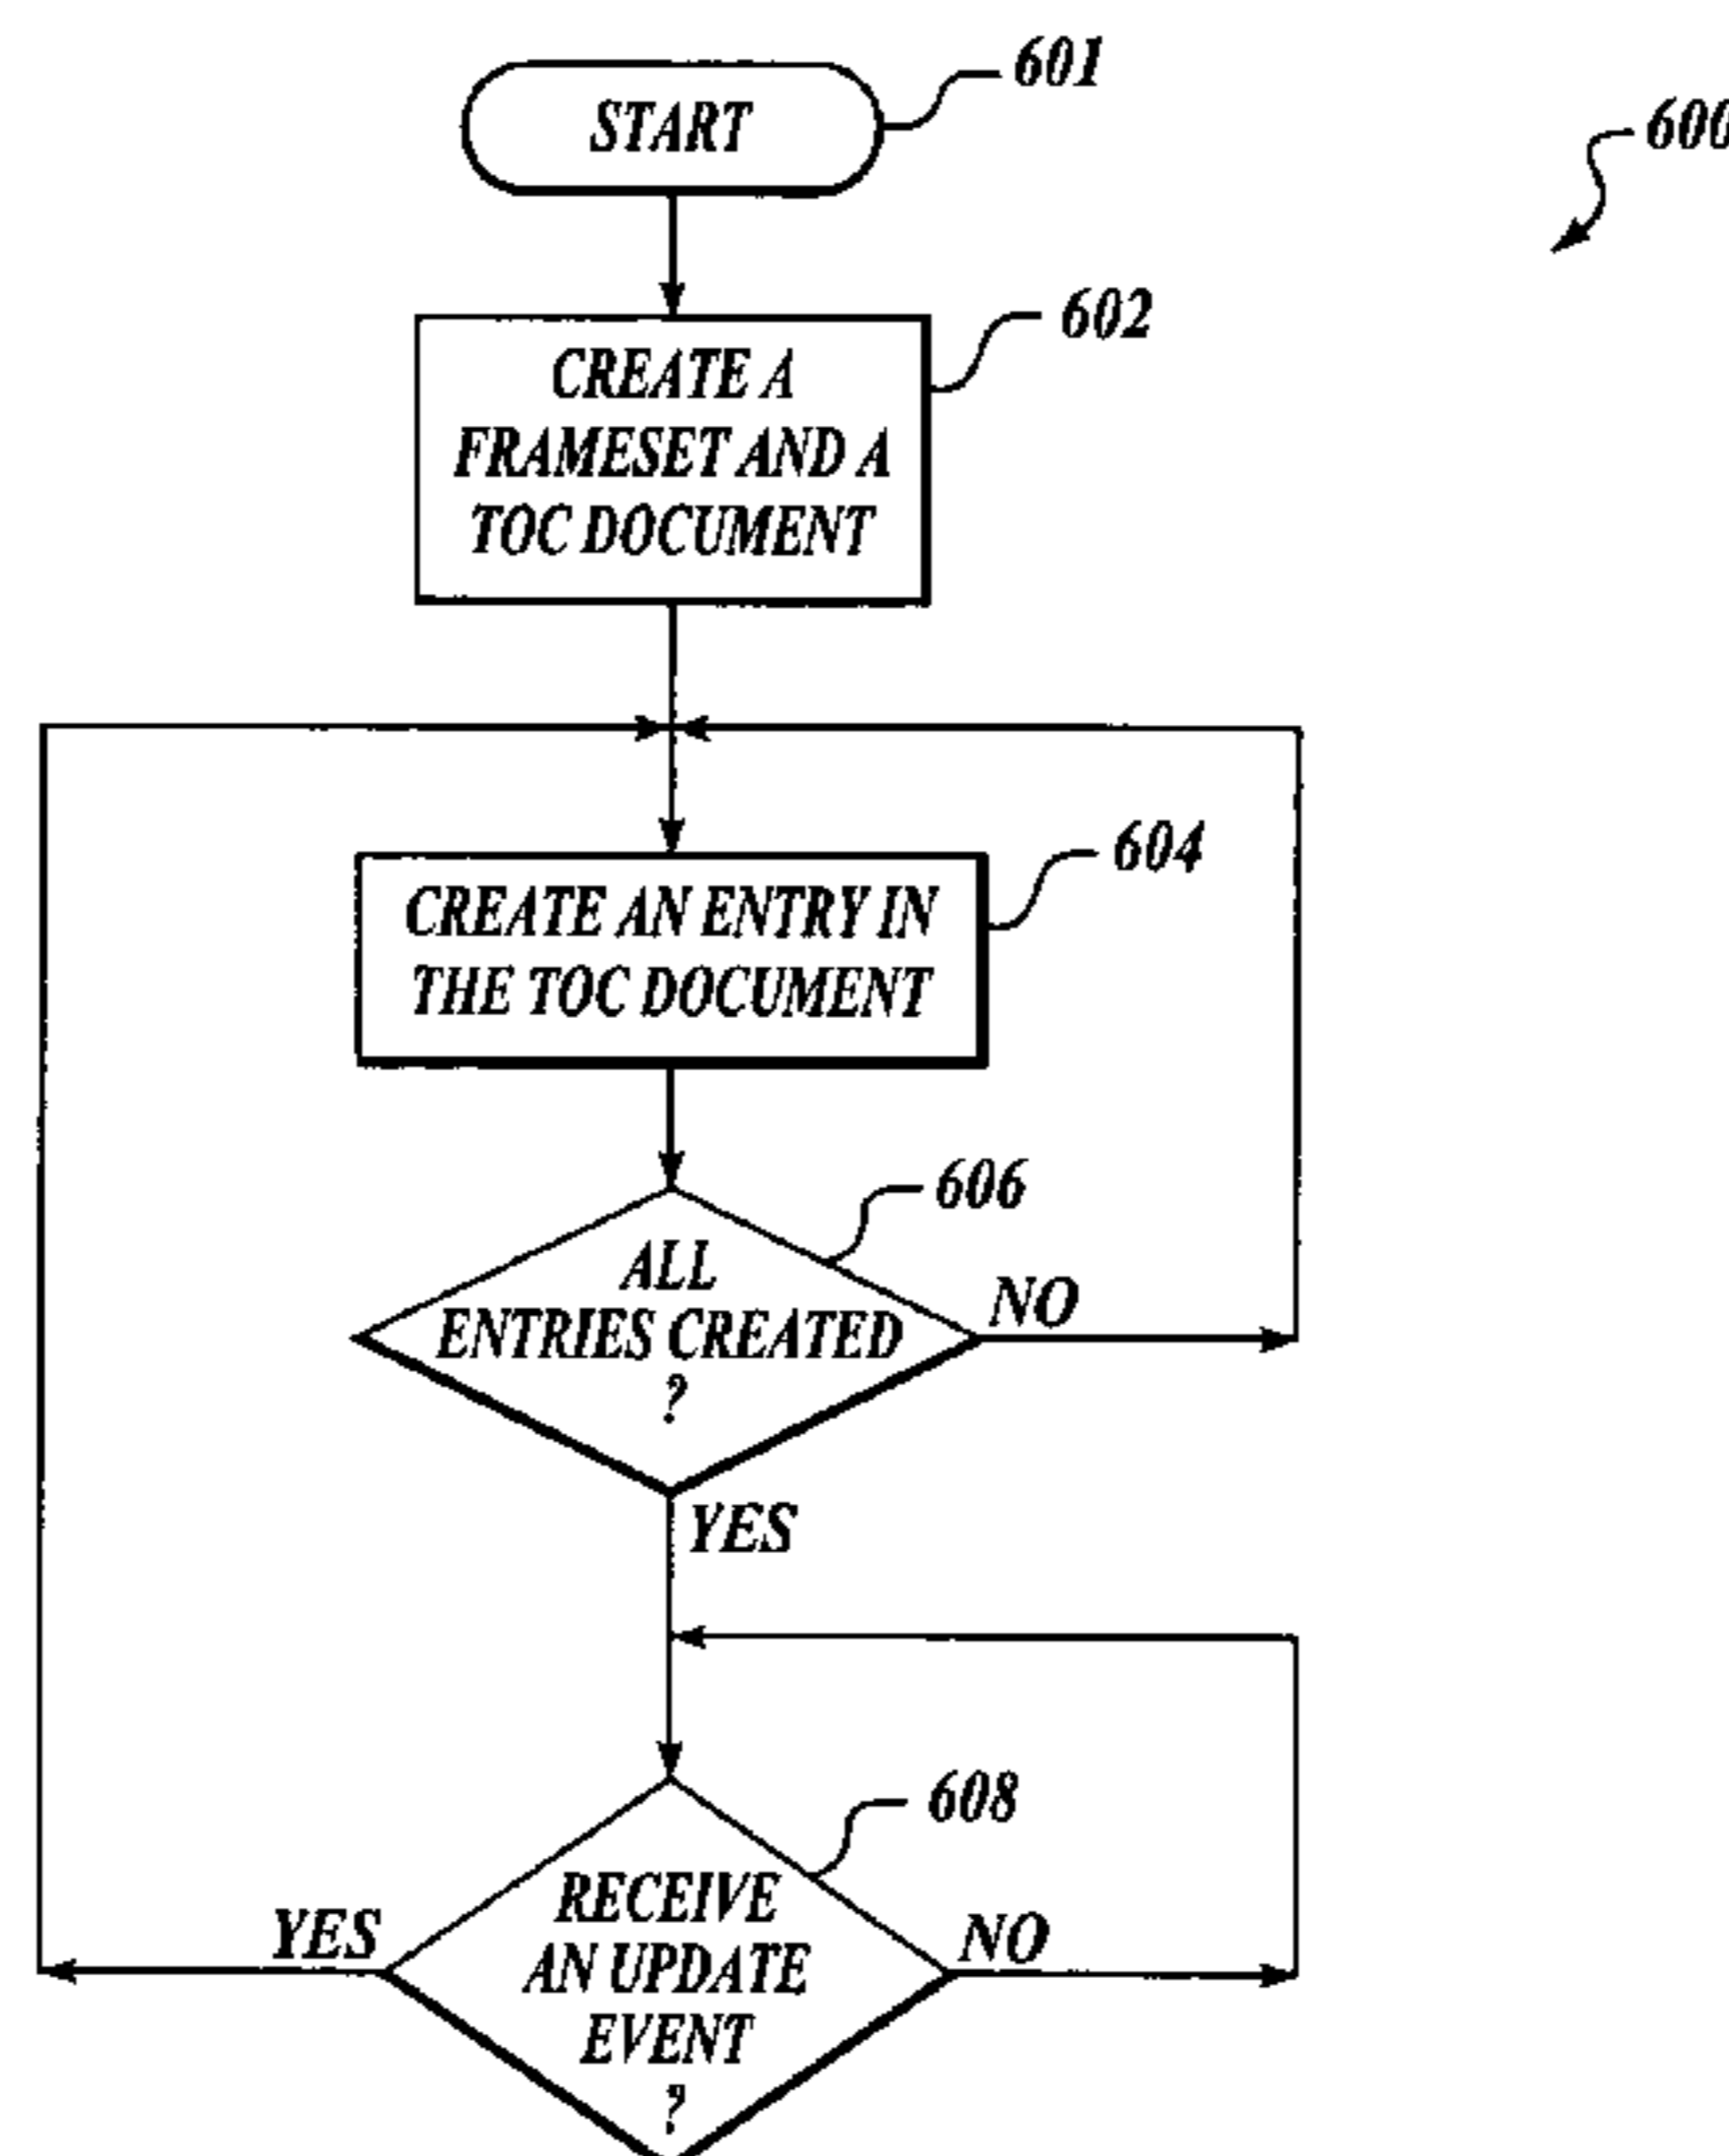 601
START
600
602
CREATE A
FRAMESET AND A
TOC DOCUMENT
604
CREATE AN ENTRY IN
THE TOC DOCUMENT
606
ALL
ENTRIES CREATED
?
NO
YES
608
RECEIVE
AN UPDATE
EVENT
?
YES
NO